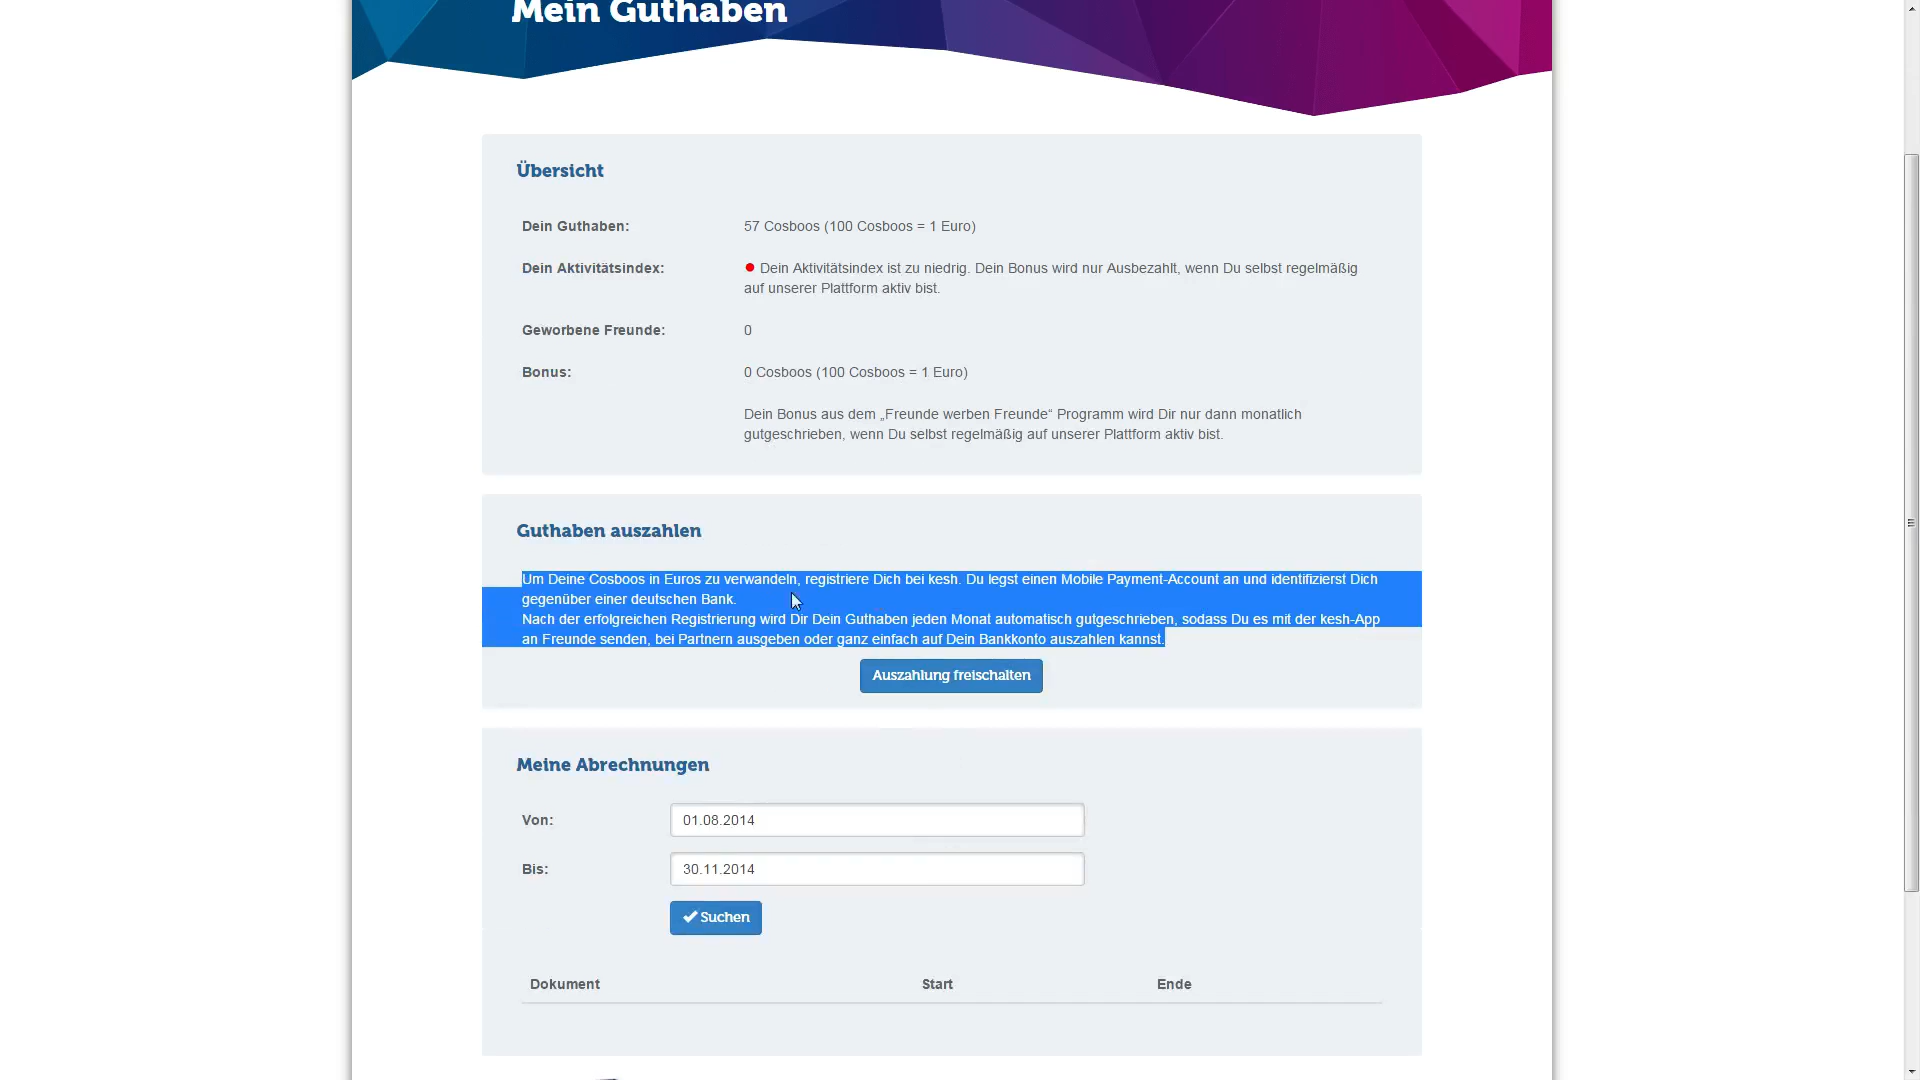 Mein Guthaben
Übersicht
Dein Guthaben: 57 Cosboos (100 Cosboos = 1 Euro)
Dein Aktivitätsindex: Dein Aktivitätsindex ist zu niedrig. Dein Bonus wird nur Ausbezahlt, wenn Du selbst regelmäßig
auf unserer Plattform aktiv bist.
Geworbene Freunde: 0
Bonus: 0 Cosboos (100 Cosboos = 1 Euro)
Dein Bonus aus dem „Freunde werben Freunde“ Programm wird Dir nur dann monatlich
gutgeschrieben, wenn Du selbst regelmäßig auf unserer Plattform aktiv bist.
Guthaben auszahlen
Um Deine Cosboos in Euros zu verwandeln, registriere Dich bei kesh. Du legst einen Mobile Payment-Account an und identifizierst Dich
gegenüber einer deutschen Bank.
Nach der erfolgreichen Registrierung wird Dir Dein Guthaben jeden Monat automatisch gutgeschrieben, sodass Du es mit der kesh-App
an Freunde senden, bei Partnern ausgeben oder ganz einfach auf Dein Bankkonto auszahlen kannst.
Auszahlung freischalten
Meine Abrechnungen
Von: 01.08.2014
Bis: 30.11.2014
Suchen
Dokument Start Ende